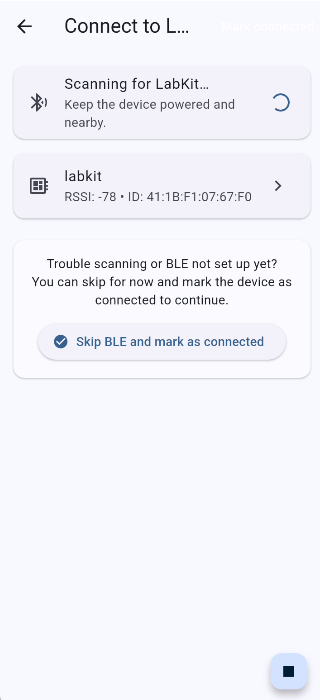 Connect to L...
Mark connected
Scanning for LabKit...
Keep the device powered and
nearby.
labkit
RSSI: -78 • ID: 41:1B:F1:07:67:F0
Trouble scanning or BLE not set up yet?
You can skip for now and mark the device as
connected to continue.
Skip BLE and mark as connected